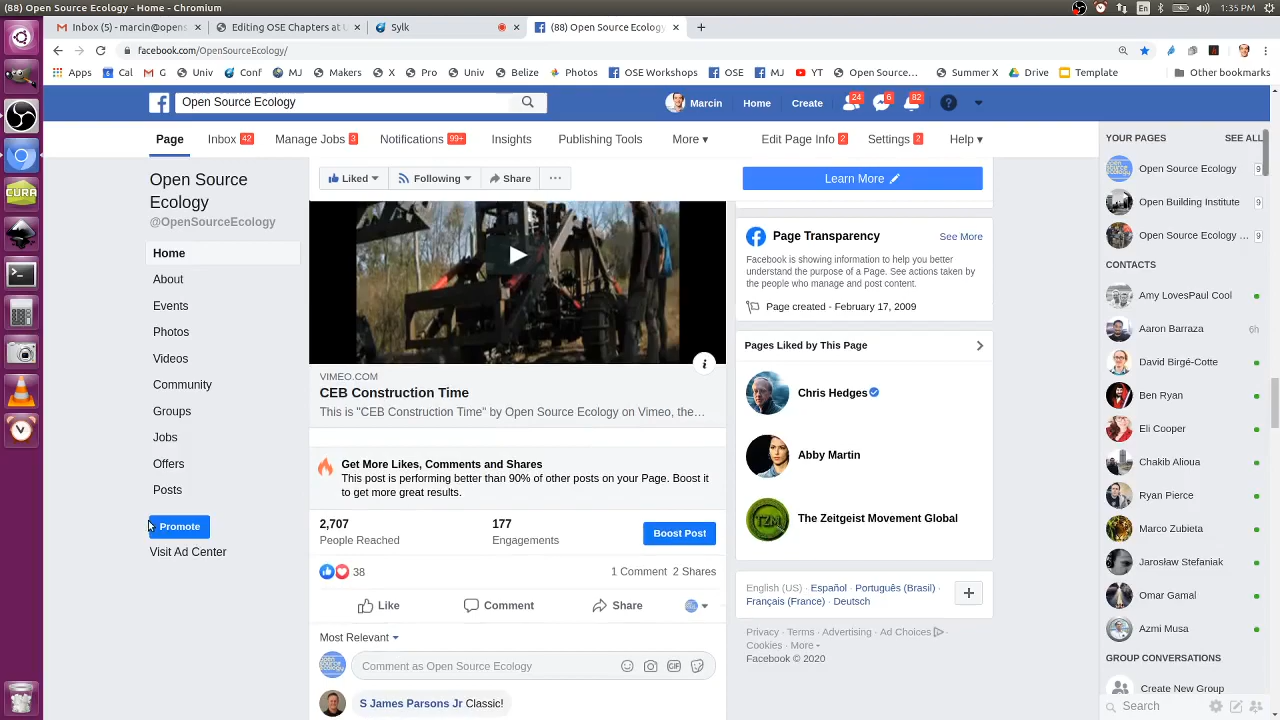 (88) Open Source Ecology - Home - Chromium
En
1:35 PM
Inbox (5) - marcin@opens
Editing OSE Chapters at U
Sylk
(88) Open Source Ecology
facebook.com/OpenSourceEcology/
Apps
Cal
G
Univ
Conf
MJ
Makers
X
Pro
Univ
Belize
Photos
OSE Workshops
OSE
MJ
YT
Open Source…
Summer X
Drive
Template
Other bookmarks
Open Source Ecology
Marcin
Home
Create
24
6
82
Page
Inbox 42
Manage Jobs 3
Notifications 99+
Insights
Publishing Tools
More
Edit Page Info 2
Settings 2
Help
YOUR PAGES
SEE ALL
Open Source Ecology
@OpenSourceEcology
Home
About
Events
Photos
Videos
Community
Groups
Jobs
Offers
Posts
Promote
Visit Ad Center
Liked
Following
Share
Learn More
VIMEO.COM
CEB Construction Time
This is "CEB Construction Time" by Open Source Ecology on Vimeo, the…
Get More Likes, Comments and Shares
This post is performing better than 90% of other posts on your Page. Boost it
to get more great results.
2,707
People Reached
177
Engagements
Boost Post
38
1 Comment 2 Shares
Like
Comment
Share
Most Relevant
Comment as Open Source Ecology
GIF
S James Parsons Jr Classic!
Page Transparency
See More
Facebook is showing information to help you better
understand the purpose of a Page. See actions taken by
the people who manage and post content.
Page created - February 17, 2009
Pages Liked by This Page
Chris Hedges
Abby Martin
TZM
The Zeitgeist Movement Global
English (US) · Español · Português (Brasil) ·
Français (France) · Deutsch
Privacy · Terms · Advertising · Ad Choices ·
Cookies · More
Facebook © 2020
Open Source Ecology 9
Open Building Institute 9
Open Source Ecology … 9
CONTACTS
Amy LovesPaul Cool
Aaron Barraza 6h
David Birgé-Cotte
Ben Ryan
Eli Cooper
Chakib Alioua
Ryan Pierce
Marco Zubieta
Jarosław Stefaniak
Omar Gamal
Azmi Musa
GROUP CONVERSATIONS
Create New Group
Search
CURA